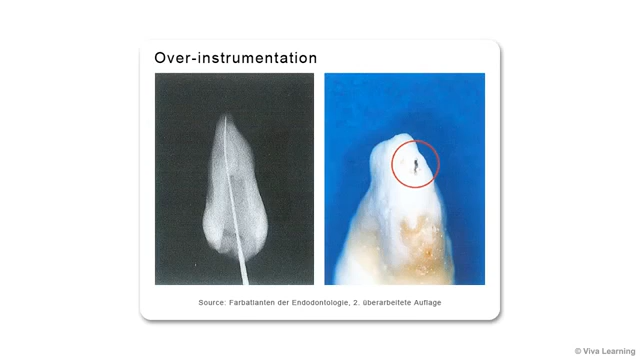 Over-instrumentation
Source: Farbatlanten der Endodontologie, 2. überarbeitete Auflage
© Viva Learning